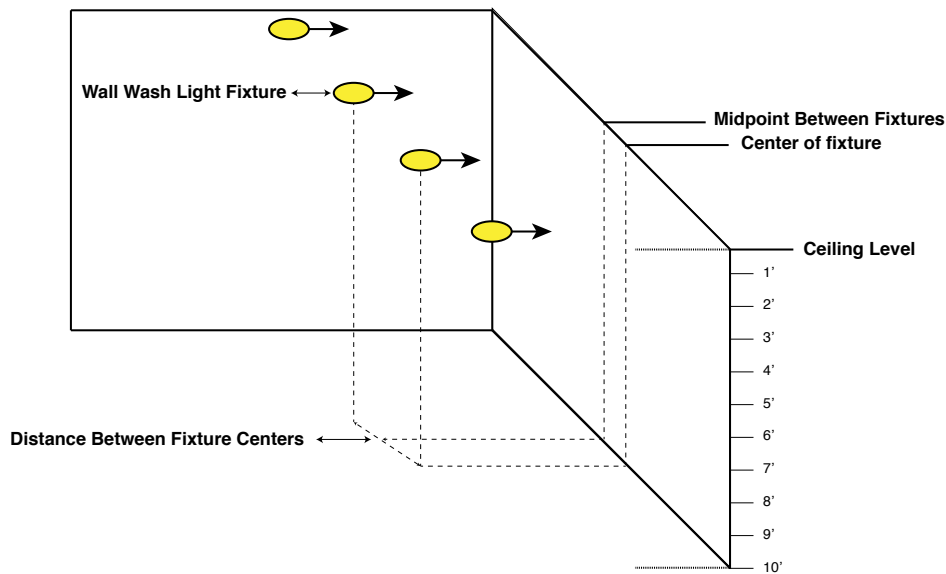 Wall Wash Light Fixture
Midpoint Between Fixtures
Center of fixture
Ceiling Level
1'
2'
3'
4'
5'
Distance Between Fixture Centers
6'
7'
8'
9'
10'